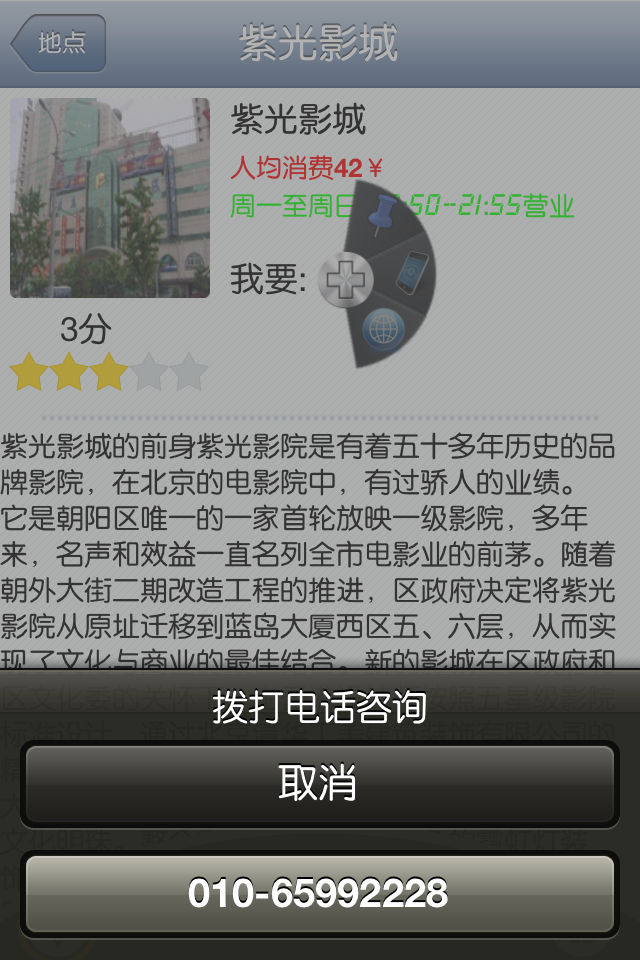 地点
紫光影城
紫光影城
人均消费42¥
周一至周日 :50--21:55营业
我要:
3分
紫光影城的前身紫光影院是有着五十多年历史的品
牌影院，在北京的电影院中，有过骄人的业绩。
它是朝阳区唯一的一家首轮放映一级影院，多年
来，名声和效益一直名列全市电影业的前茅。随着
朝外大街二期改造工程的推进，区政府决定将紫光
影院从原址迁移到蓝岛大厦西区五、六层，从而实
现了文化与商业的最佳结合。新的影城在区政府和
拨打电话咨询
取消
010-65992228